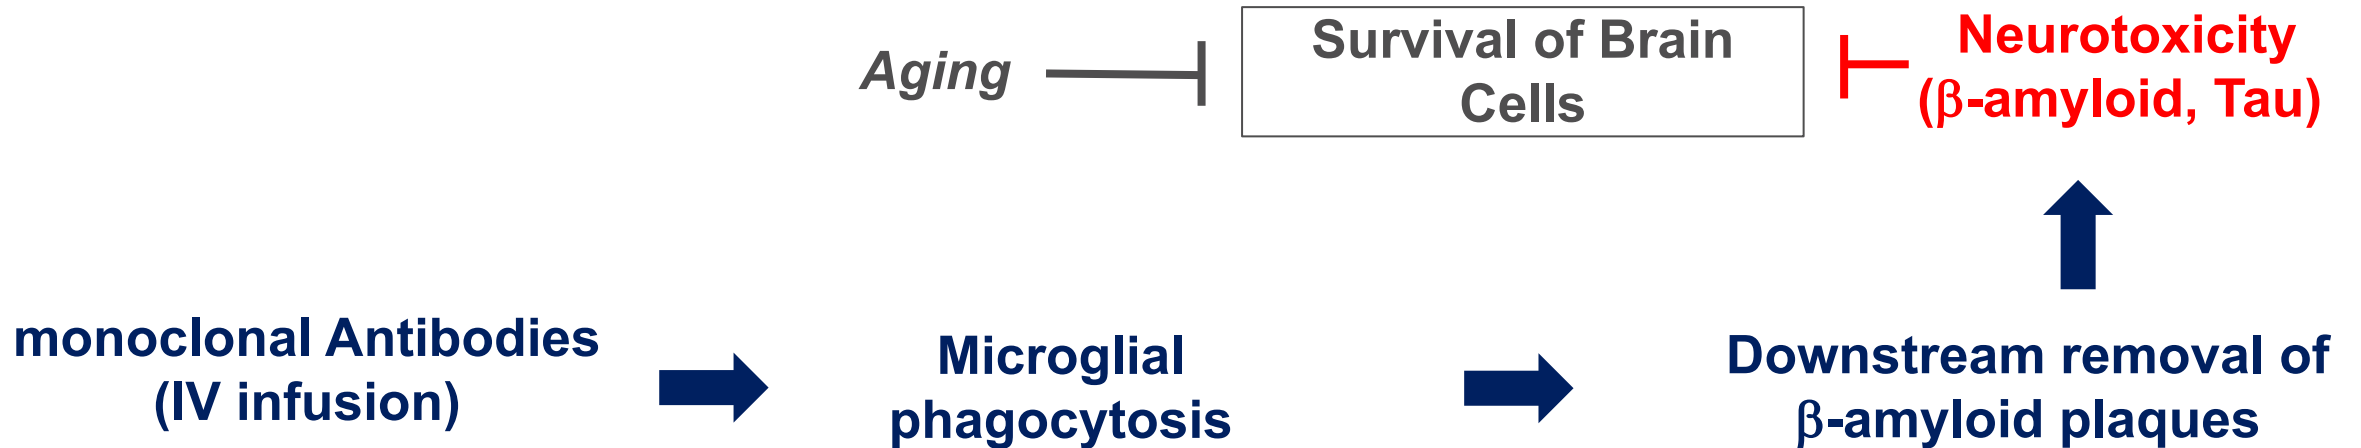 Aging
Survival of Brain
Cells
Neurotoxicity
(β-amyloid, Tau)
monoclonal Antibodies
(IV infusion)
Microglial
phagocytosis
Downstream removal of
β-amyloid plaques